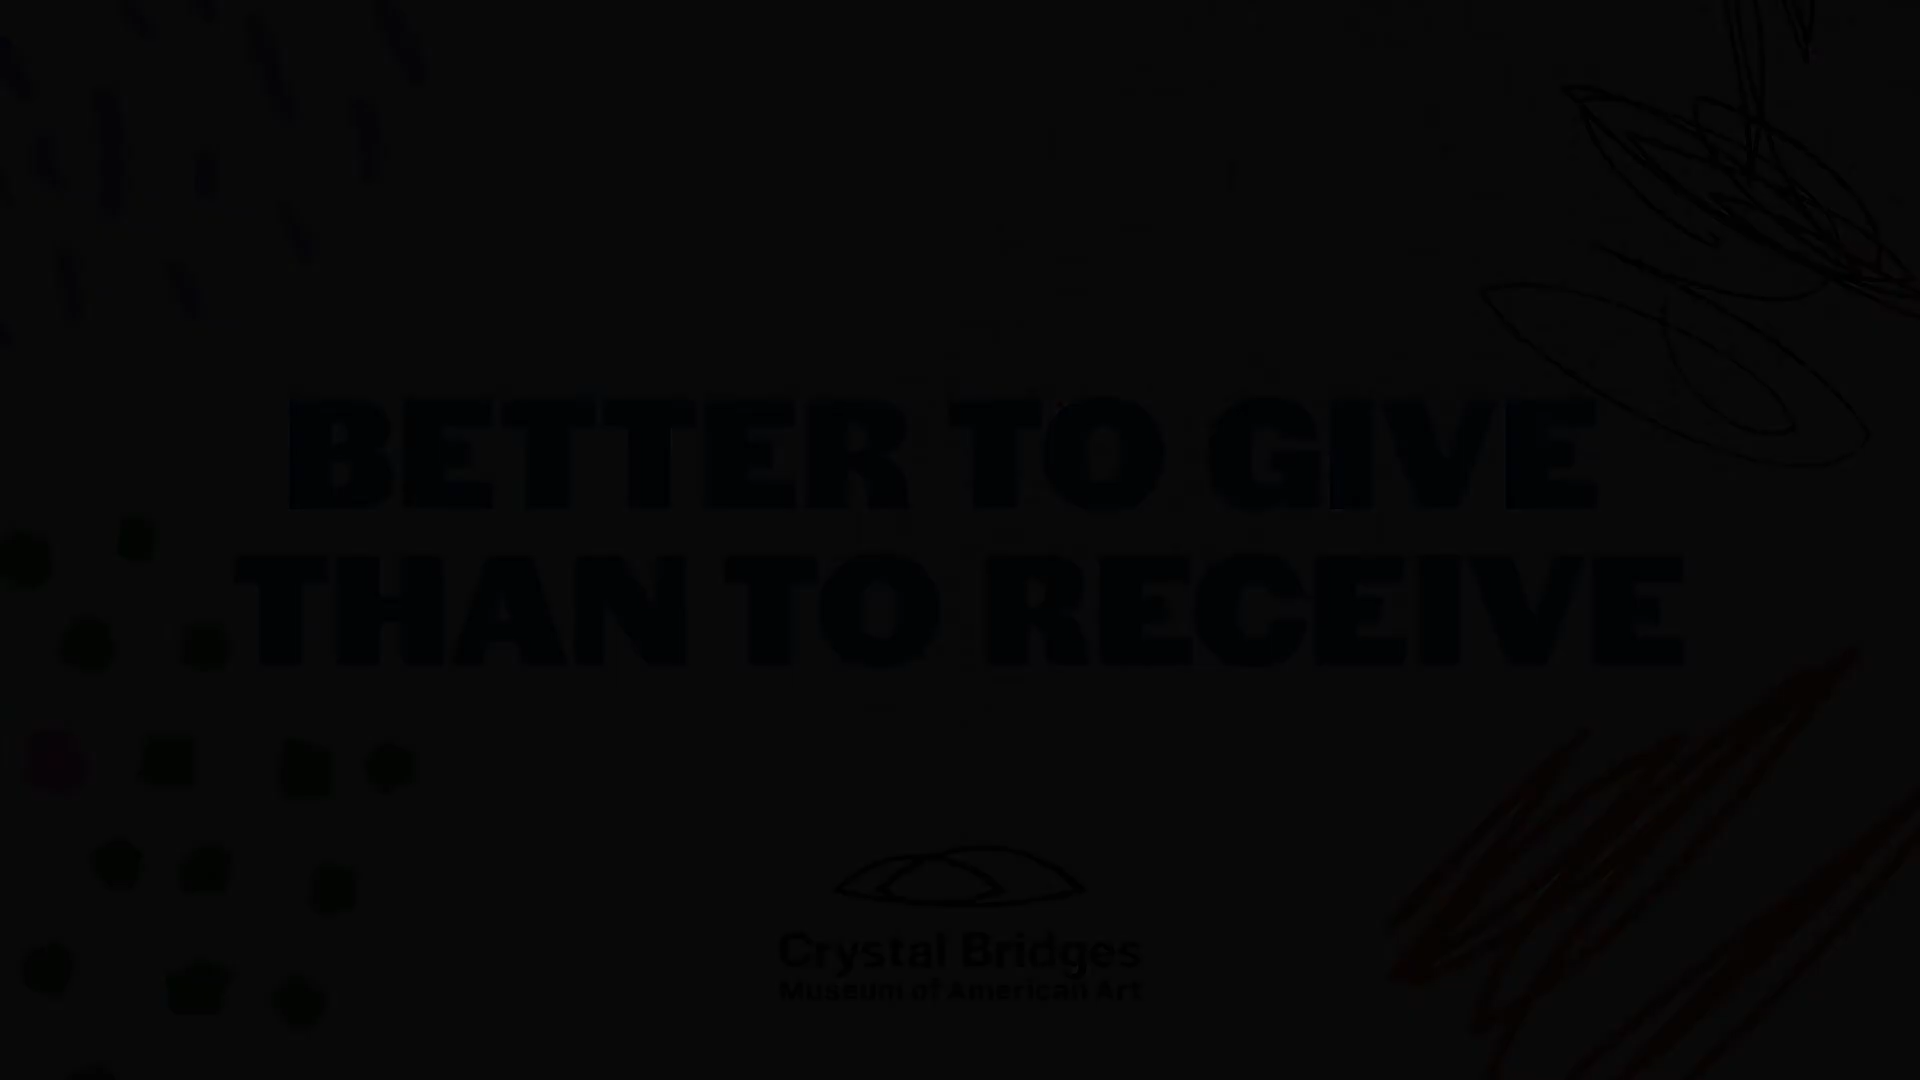 BETTER TO GIVE
THAN TO RECEIVE
Crystal Bridges
Museum of American Art